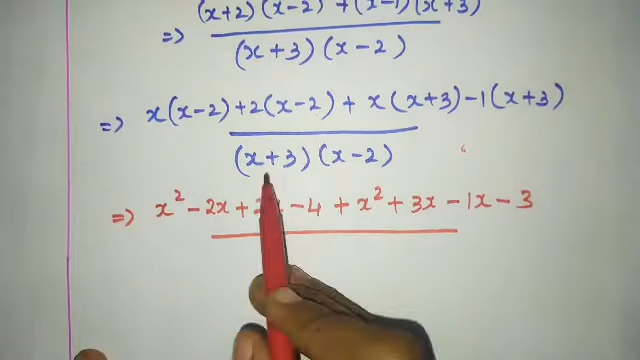 (x+2)(x-2) + (x-1)(x+3)
=> (x+3)(x-2)
=> x(x-2)+2(x-2) + x(x+3)-1(x+3)
(x+3)(x-2)
=> x² - 2x + 2x - 4 + x² + 3x - 1x - 3